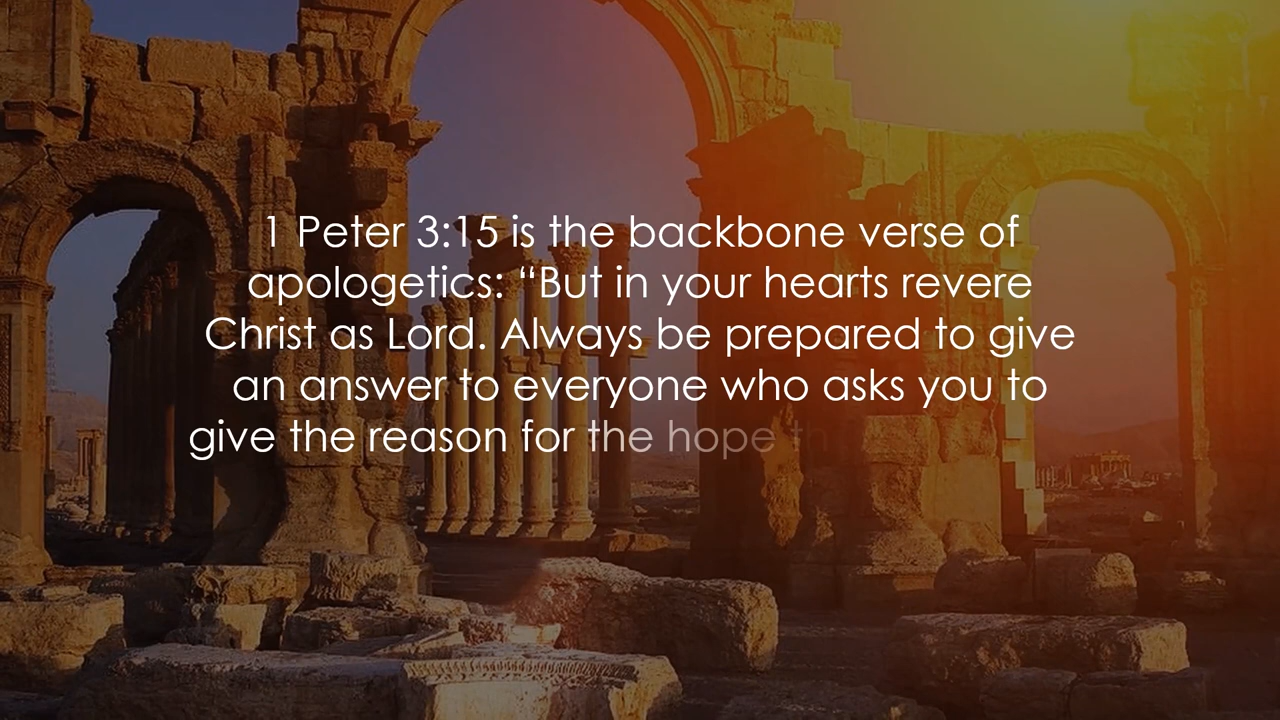 1 Peter 3:15 is the backbone verse of
apologetics: “But in your hearts revere
Christ as Lord. Always be prepared to give
an answer to everyone who asks you to
give the reason for the hope